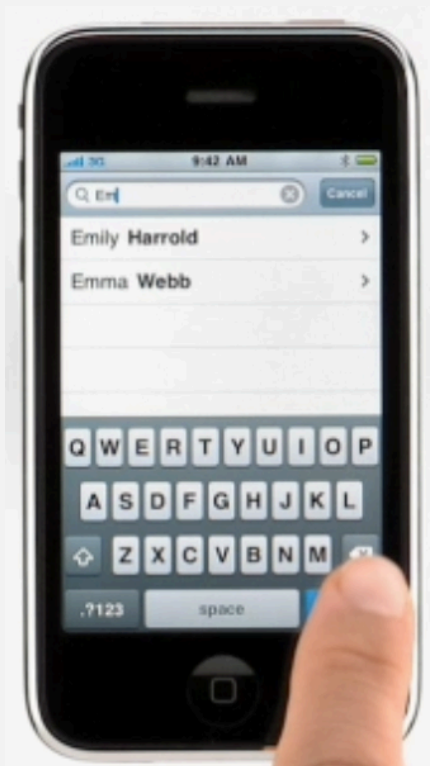 3G 9:42 AM
Em Cancel
Emily Harrold
Emma Webb
Q W E R T Y U I O P
A S D F G H J K L
Z X C V B N M
.?123 space